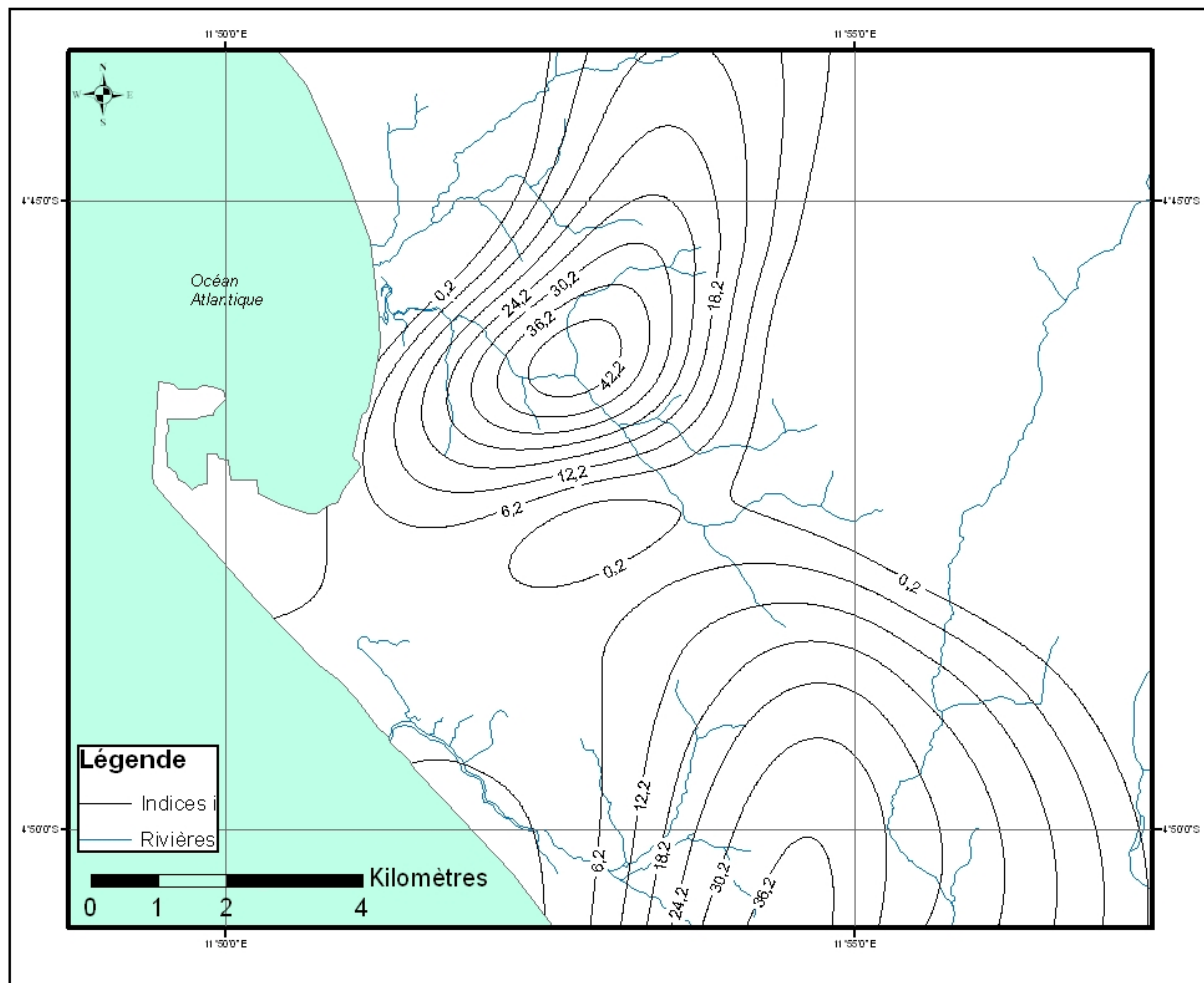 11°50'0"E
11°55'0"E
N
W
E
S
4°45'0"S
4°45'0"S
Océan
Atlantique
0,2
24,2
30,2
36,2
18,2
42,2
12,2
6,2
0,2
0,2
12,2
6,2
18,2
24,2
30,2
36,2
Légende
Indices i
Rivières
4°50'0"S
4°50'0"S
Kilomètres
0 1 2 4
11°50'0"E
11°55'0"E